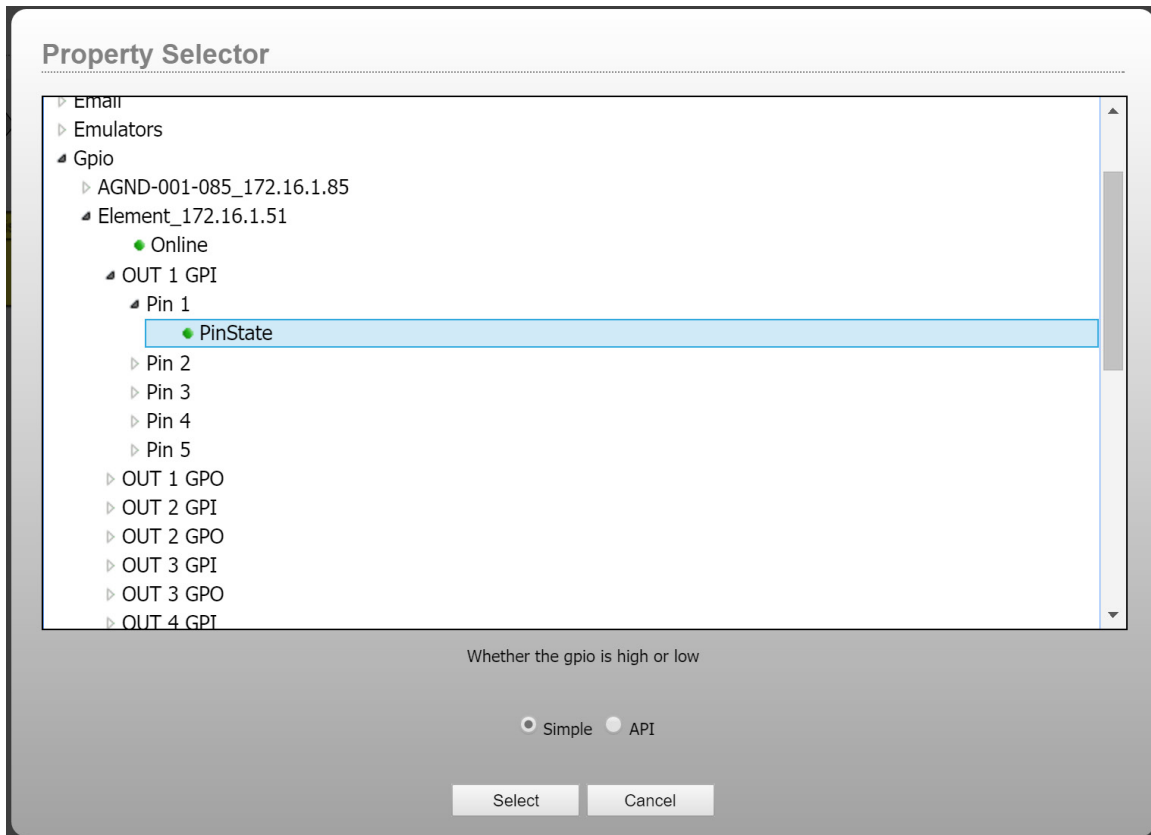 Property Selector
Email
Emulators
Gpio
AGND-001-085_172.16.1.85
Element_172.16.1.51
Online
OUT 1 GPI
Pin 1
PinState
Pin 2
Pin 3
Pin 4
Pin 5
OUT 1 GPO
OUT 2 GPI
OUT 2 GPO
OUT 3 GPI
OUT 3 GPO
OUT 4 GPI
Whether the gpio is high or low
Simple API
Select Cancel